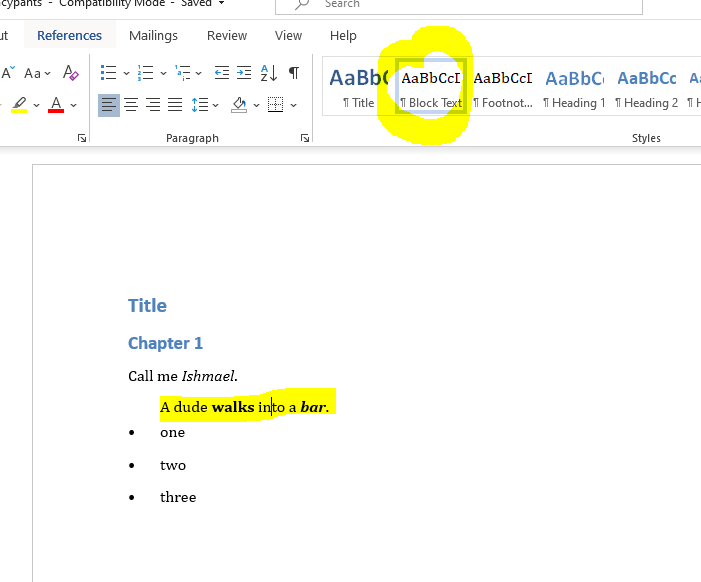 cypants - Compatibility Mode - Saved
Search
ut References Mailings Review View Help
Aa
A
A
Z
¶
A
AaBbC AaBbCcI AaBbCcI AaBbC AaBbCc Aa
¶ Title ¶ Block Text ¶ Footnot... ¶ Heading 1 ¶ Heading 2 ¶ H
Paragraph Styles
Title
Chapter 1
Call me Ishmael.
A dude walks into a bar.
• one
• two
• three